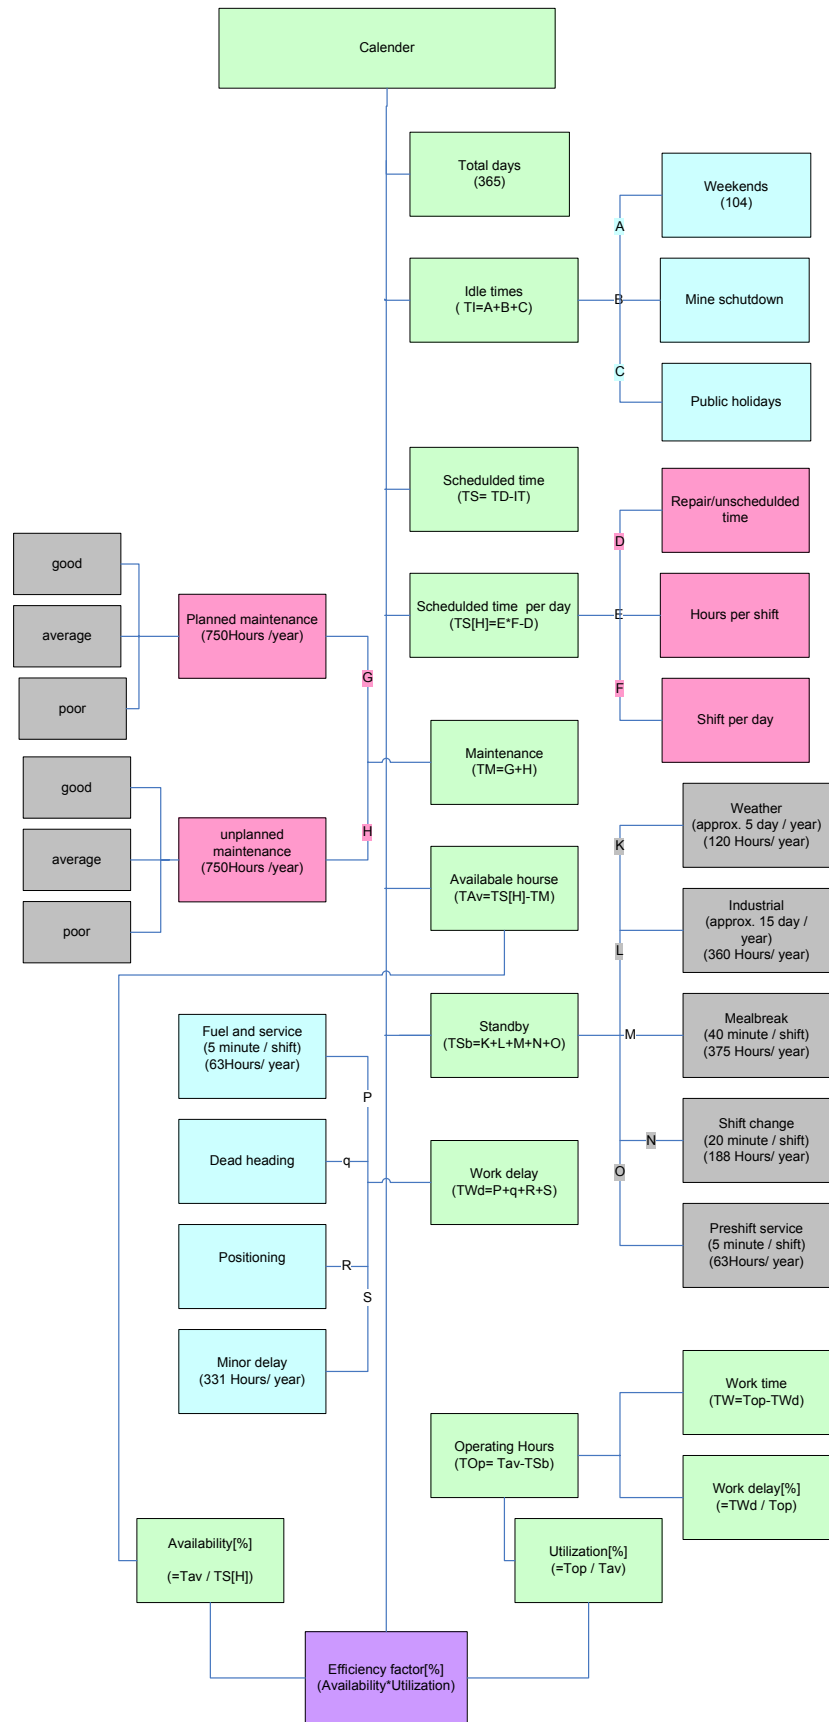 Calender
Total days
(365)
Weekends
(104)
A
Idle times
( TI=A+B+C)
B
Mine schutdown
C
Public holidays
Schedulded time
(TS= TD-IT)
Repair/unschedulded
time
D
good
Schedulded time  per day
(TS[H]=E*F-D)
E
Hours per shift
average
Planned maintenance
(750Hours /year)
G
F
poor
Shift per day
Maintenance
(TM=G+H)
good
Weather
(approx. 5 day / year)
(120 Hours/ year)
K
H
average
unplanned
maintenance
(750Hours /year)
Availabale hourse
(TAv=TS[H]-TM)
poor
Industrial
(approx. 15 day /
year)
(360 Hours/ year)
L
Fuel and service
(5 minute / shift)
(63Hours/ year)
Standby
(TSb=K+L+M+N+O)
M
Mealbreak
(40 minute / shift)
(375 Hours/ year)
P
Shift change
(20 minute / shift)
(188 Hours/ year)
N
Dead heading
q
Work delay
(TWd=P+q+R+S)
O
Preshift service
(5 minute / shift)
(63Hours/ year)
Positioning
R
S
Minor delay
(331 Hours/ year)
Work time
(TW=Top-TWd)
Operating Hours
(TOp= Tav-TSb)
Work delay[%]
(=TWd / Top)
Availability[%]
(=Tav / TS[H])
Utilization[%]
(=Top / Tav)
Efficiency factor[%]
(Availability*Utilization)